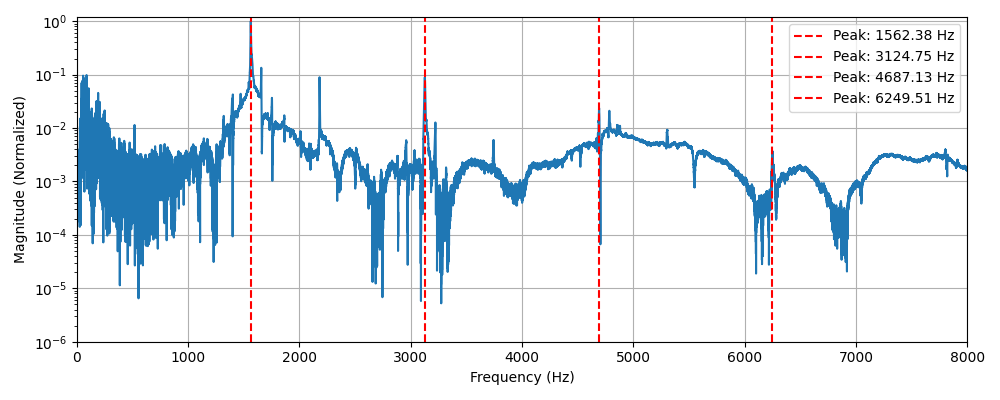 Magnitude (Normalized)
10⁰
10⁻¹
10⁻²
10⁻³
10⁻⁴
10⁻⁵
10⁻⁶
Peak: 1562.38 Hz
Peak: 3124.75 Hz
Peak: 4687.13 Hz
Peak: 6249.51 Hz
0 1000 2000 3000 4000 5000 6000 7000 8000
Frequency (Hz)